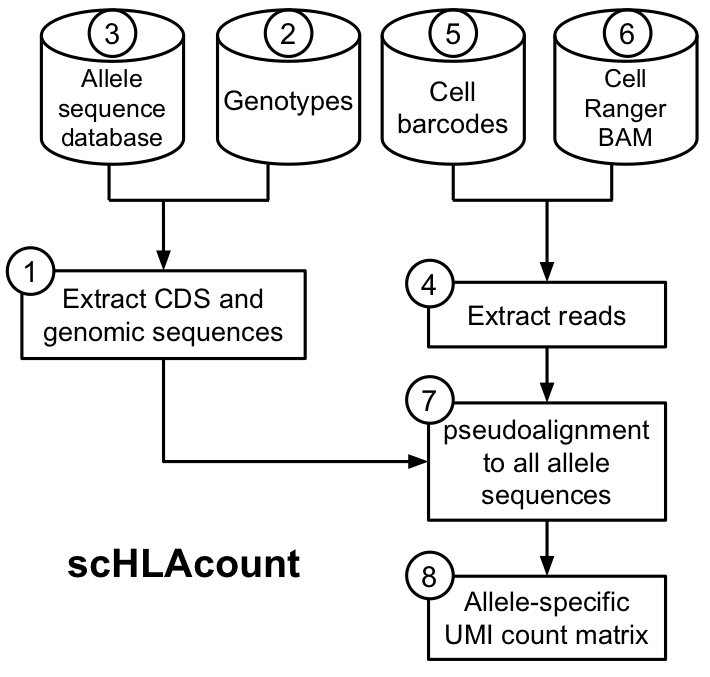 3
Allele
sequence
database
2
Genotypes
5
Cell
barcodes
6
Cell
Ranger
BAM
1
Extract CDS and
genomic sequences
4
Extract reads
7
pseudoalignment
to all allele
sequences
scHLAcount
8
Allele-specific
UMI count matrix